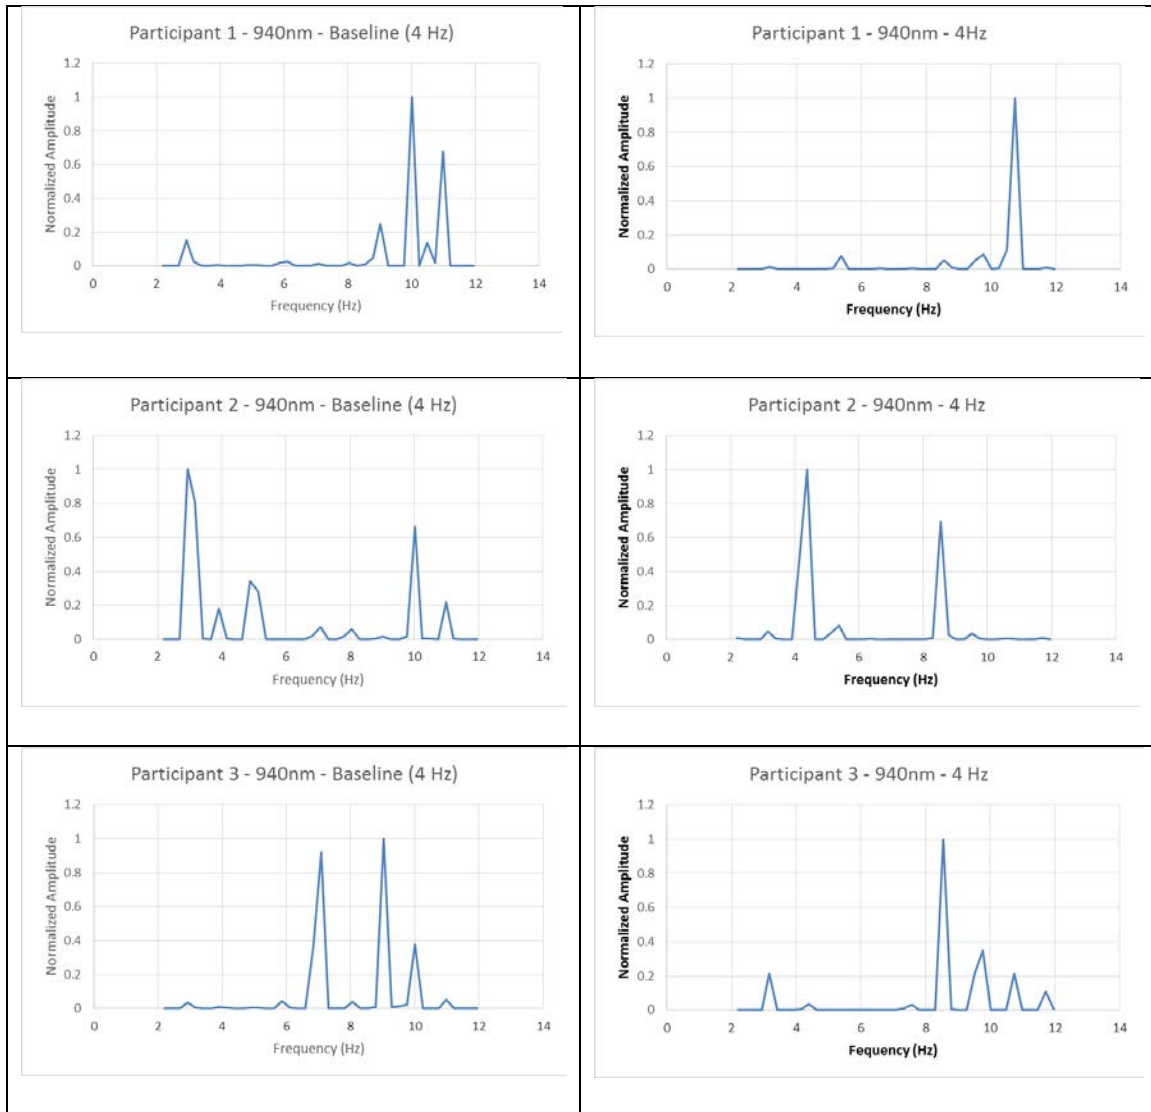 Participant 1 - 940nm - Baseline (4 Hz)
1.2
1
0.8
0.6
0.4
0.2
0
0 2 4 6 8 10 12 14
Normalized Amplitude
Frequency (Hz)
Participant 1 - 940nm - 4Hz
1.2
1
0.8
0.6
0.4
0.2
0
0 2 4 6 8 10 12 14
Normalized Amplitude
Frequency (Hz)
Participant 2 - 940nm - Baseline (4 Hz)
1.2
1
0.8
0.6
0.4
0.2
0
0 2 4 6 8 10 12 14
Normalized Amplitude
Frequency (Hz)
Participant 2 - 940nm - 4 Hz
1.2
1
0.8
0.6
0.4
0.2
0
0 2 4 6 8 10 12 14
Normalized Amplitude
Frequency (Hz)
Participant 3 - 940nm - Baseline (4 Hz)
1.2
1
0.8
0.6
0.4
0.2
0
0 2 4 6 8 10 12 14
Normalized Amplitude
Frequency (Hz)
Participant 3 - 940nm - 4 Hz
1.2
1
0.8
0.6
0.4
0.2
0
0 2 4 6 8 10 12 14
Normalized Amplitude
Fequency (Hz)